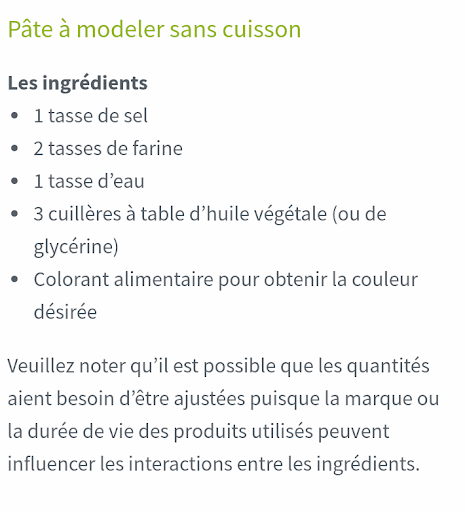 Pâte à modeler sans cuisson
Les ingrédients
• 1 tasse de sel
• 2 tasses de farine
• 1 tasse d’eau
• 3 cuillères à table d’huile végétale (ou de
glycérine)
• Colorant alimentaire pour obtenir la couleur
désirée
Veuillez noter qu’il est possible que les quantités
aient besoin d’être ajustées puisque la marque ou
la durée de vie des produits utilisés peuvent
influencer les interactions entre les ingrédients.